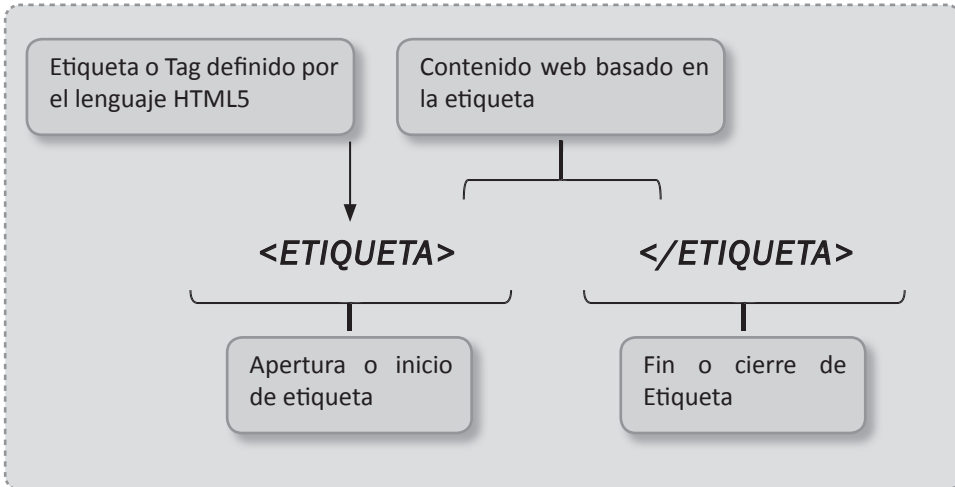 Etiqueta o Tag definido por
el lenguaje HTML5
Contenido web basado en
la etiqueta
<ETIQUETA>
</ETIQUETA>
Apertura o inicio
de etiqueta
Fin o cierre de
Etiqueta